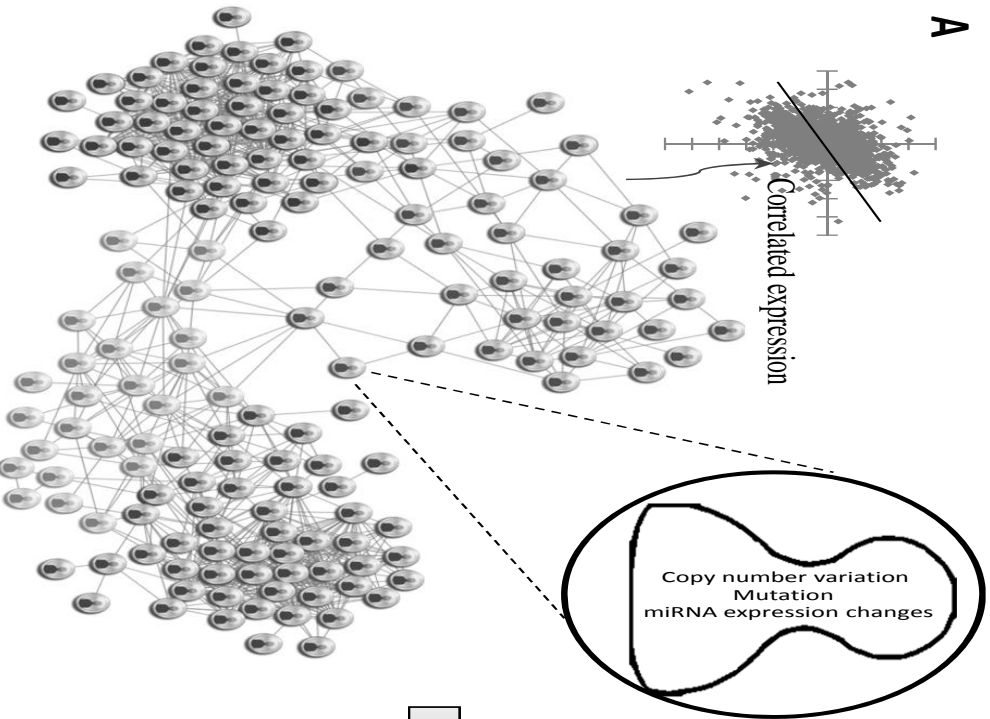 A
Correlated expression
Copy number variation
Mutation
miRNA expression changes